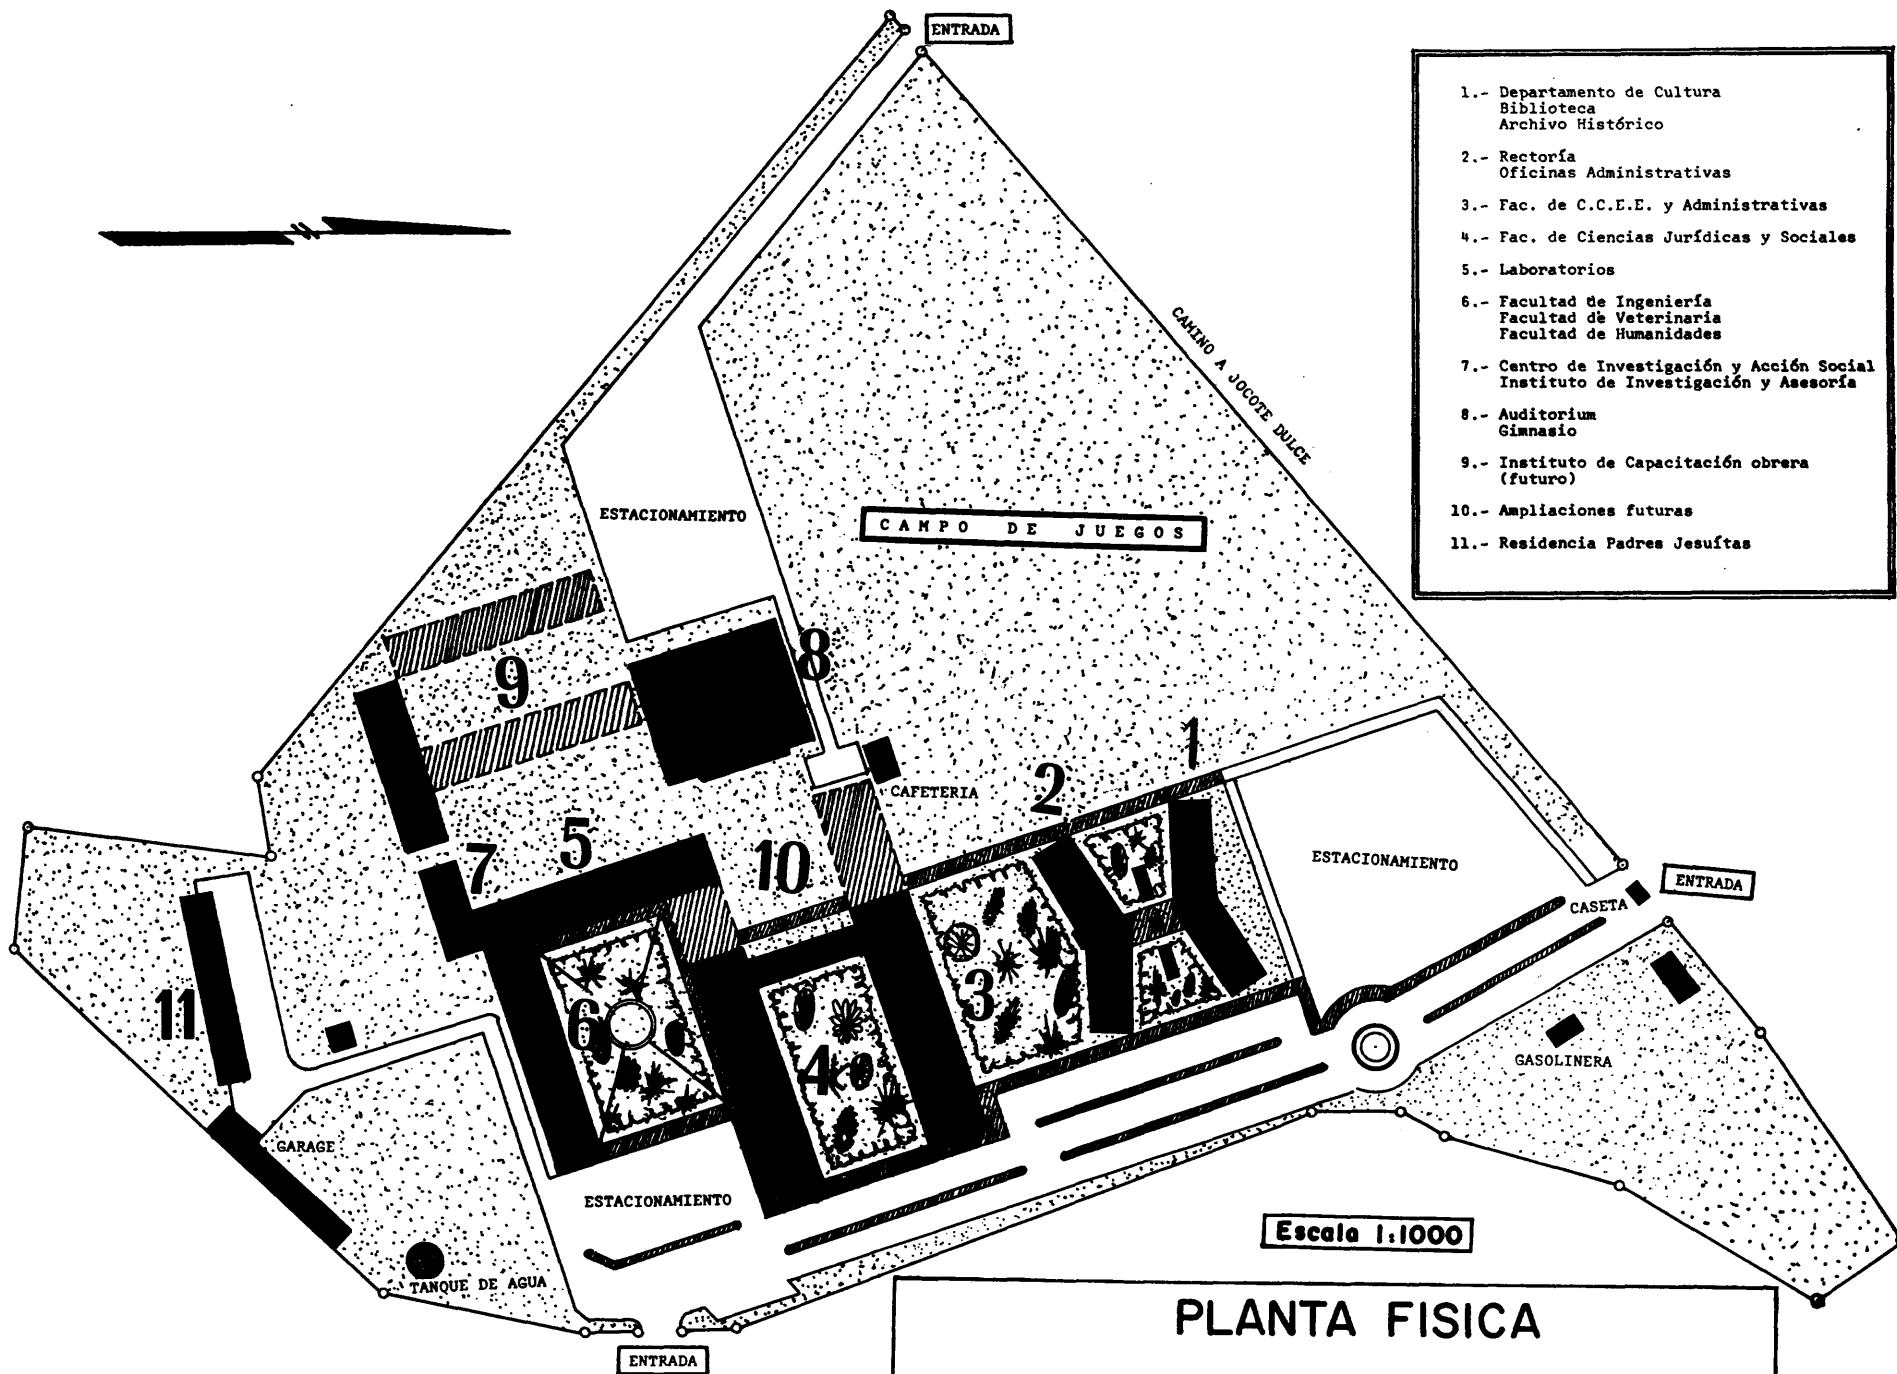 ENTRADA
1.- Departamento de Cultura
Biblioteca
Archivo Histórico
2.- Rectoría
Oficinas Administrativas
3.- Fac. de C.C.E.E. y Administrativas
4.- Fac. de Ciencias Jurídicas y Sociales
5.- Laboratorios
6.- Facultad de Ingeniería
Facultad de Veterinaria
Facultad de Humanidades
7.- Centro de Investigación y Acción Social
Instituto de Investigación y Asesoría
8.- Auditorium
Gimnasio
9.- Instituto de Capacitación obrera
(futuro)
10.- Ampliaciones futuras
11.- Residencia Padres Jesuítas
CAMINO A JOCOTE DULCE
ESTACIONAMIENTO
CAMPO DE JUEGOS
8
9
1
2
CAFETERIA
5
7
10
ESTACIONAMIENTO
ENTRADA
CASETA
3
11
6
4
GASOLINERA
GARAGE
ESTACIONAMIENTO
Escala 1:1000
TANQUE DE AGUA
PLANTA FISICA
ENTRADA